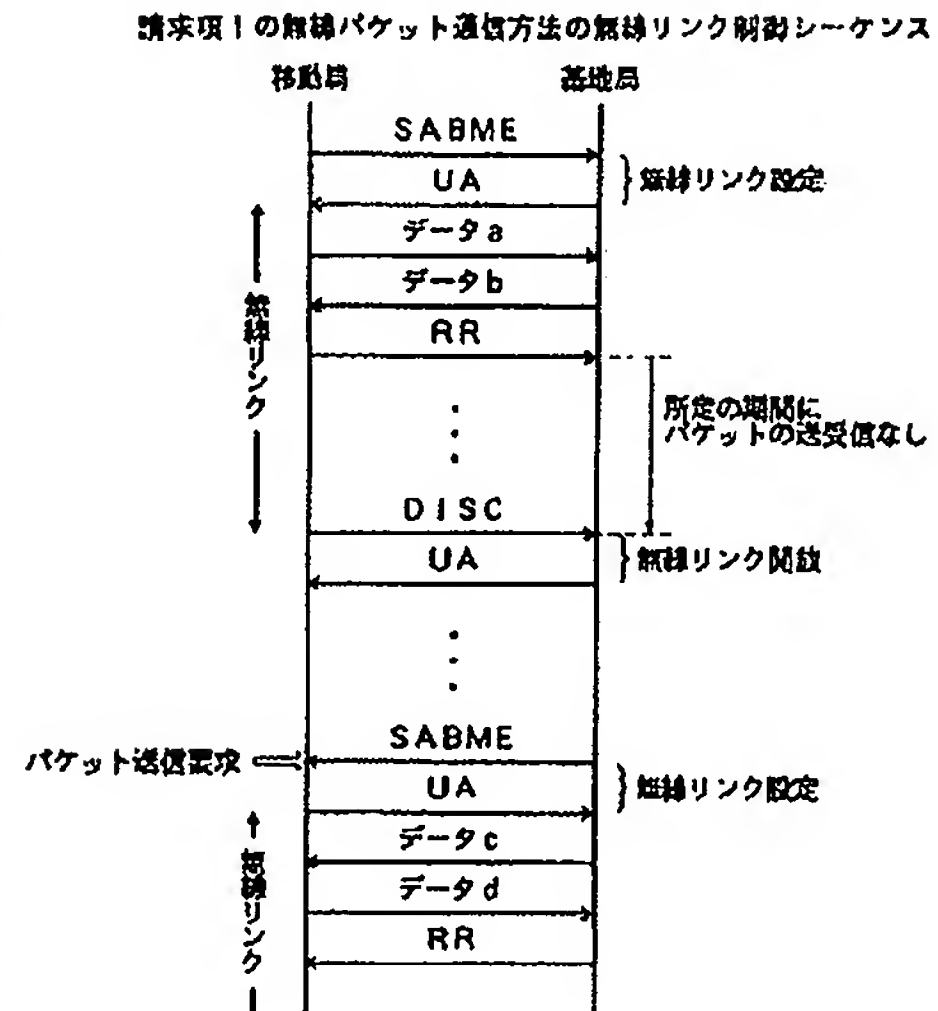 請求項1の無線パケット通信方法の無線リンク制御シーケンス
移動局
基地局
SABME
UA
無線リンク設定
データa
データb
RR
無線リンク
所定の期間に
パケットの送受信なし
DISC
UA
無線リンク開放
SABME
パケット送信要求
UA
無線リンク設定
データc
データd
RR
無線リンク